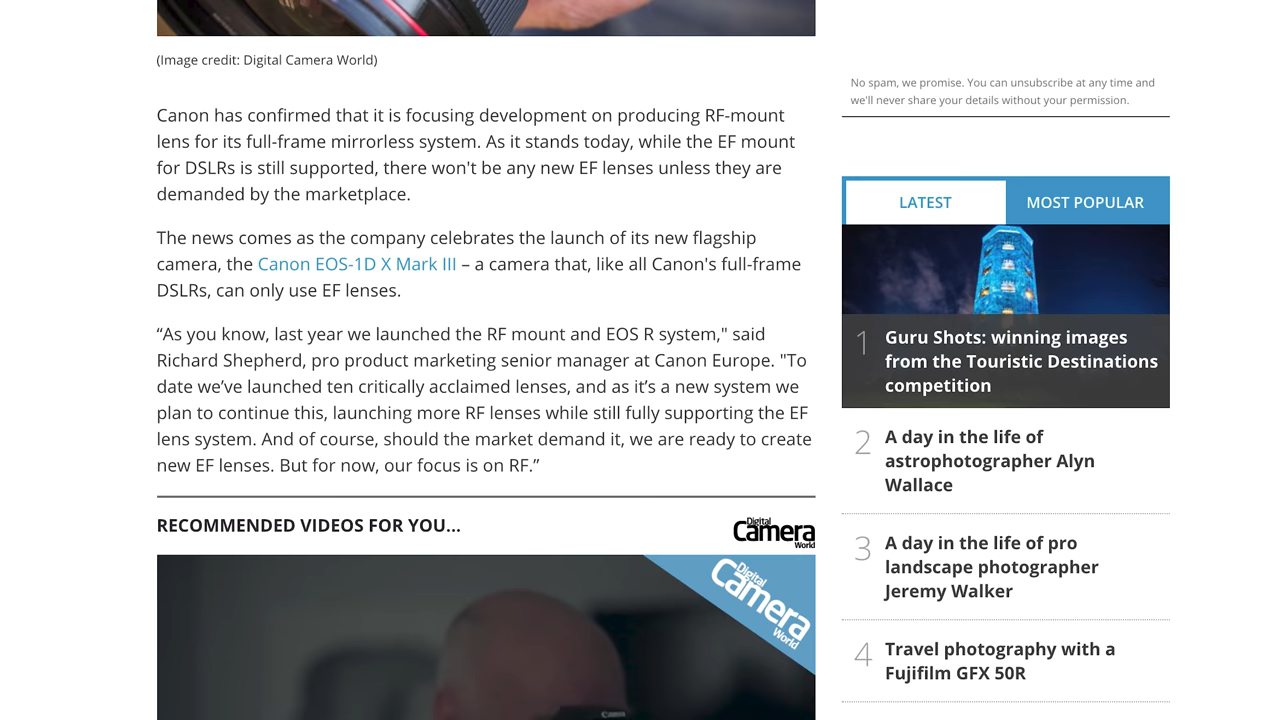 (Image credit: Digital Camera World)
Canon has confirmed that it is focusing development on producing RF-mount
lens for its full-frame mirrorless system. As it stands today, while the EF mount
for DSLRs is still supported, there won't be any new EF lenses unless they are
demanded by the marketplace.
The news comes as the company celebrates the launch of its new flagship
camera, the Canon EOS-1D X Mark III – a camera that, like all Canon's full-frame
DSLRs, can only use EF lenses.
“As you know, last year we launched the RF mount and EOS R system," said
Richard Shepherd, pro product marketing senior manager at Canon Europe. "To
date we’ve launched ten critically acclaimed lenses, and as it’s a new system we
plan to continue this, launching more RF lenses while still fully supporting the EF
lens system. And of course, should the market demand it, we are ready to create
new EF lenses. But for now, our focus is on RF.”
RECOMMENDED VIDEOS FOR YOU...
Digital
Camera
World
Digital
Camera
World
Canon
No spam, we promise. You can unsubscribe at any time and
we'll never share your details without your permission.
LATEST
MOST POPULAR
1
Guru Shots: winning images
from the Touristic Destinations
competition
2
A day in the life of
astrophotographer Alyn
Wallace
3
A day in the life of pro
landscape photographer
Jeremy Walker
4
Travel photography with a
Fujifilm GFX 50R